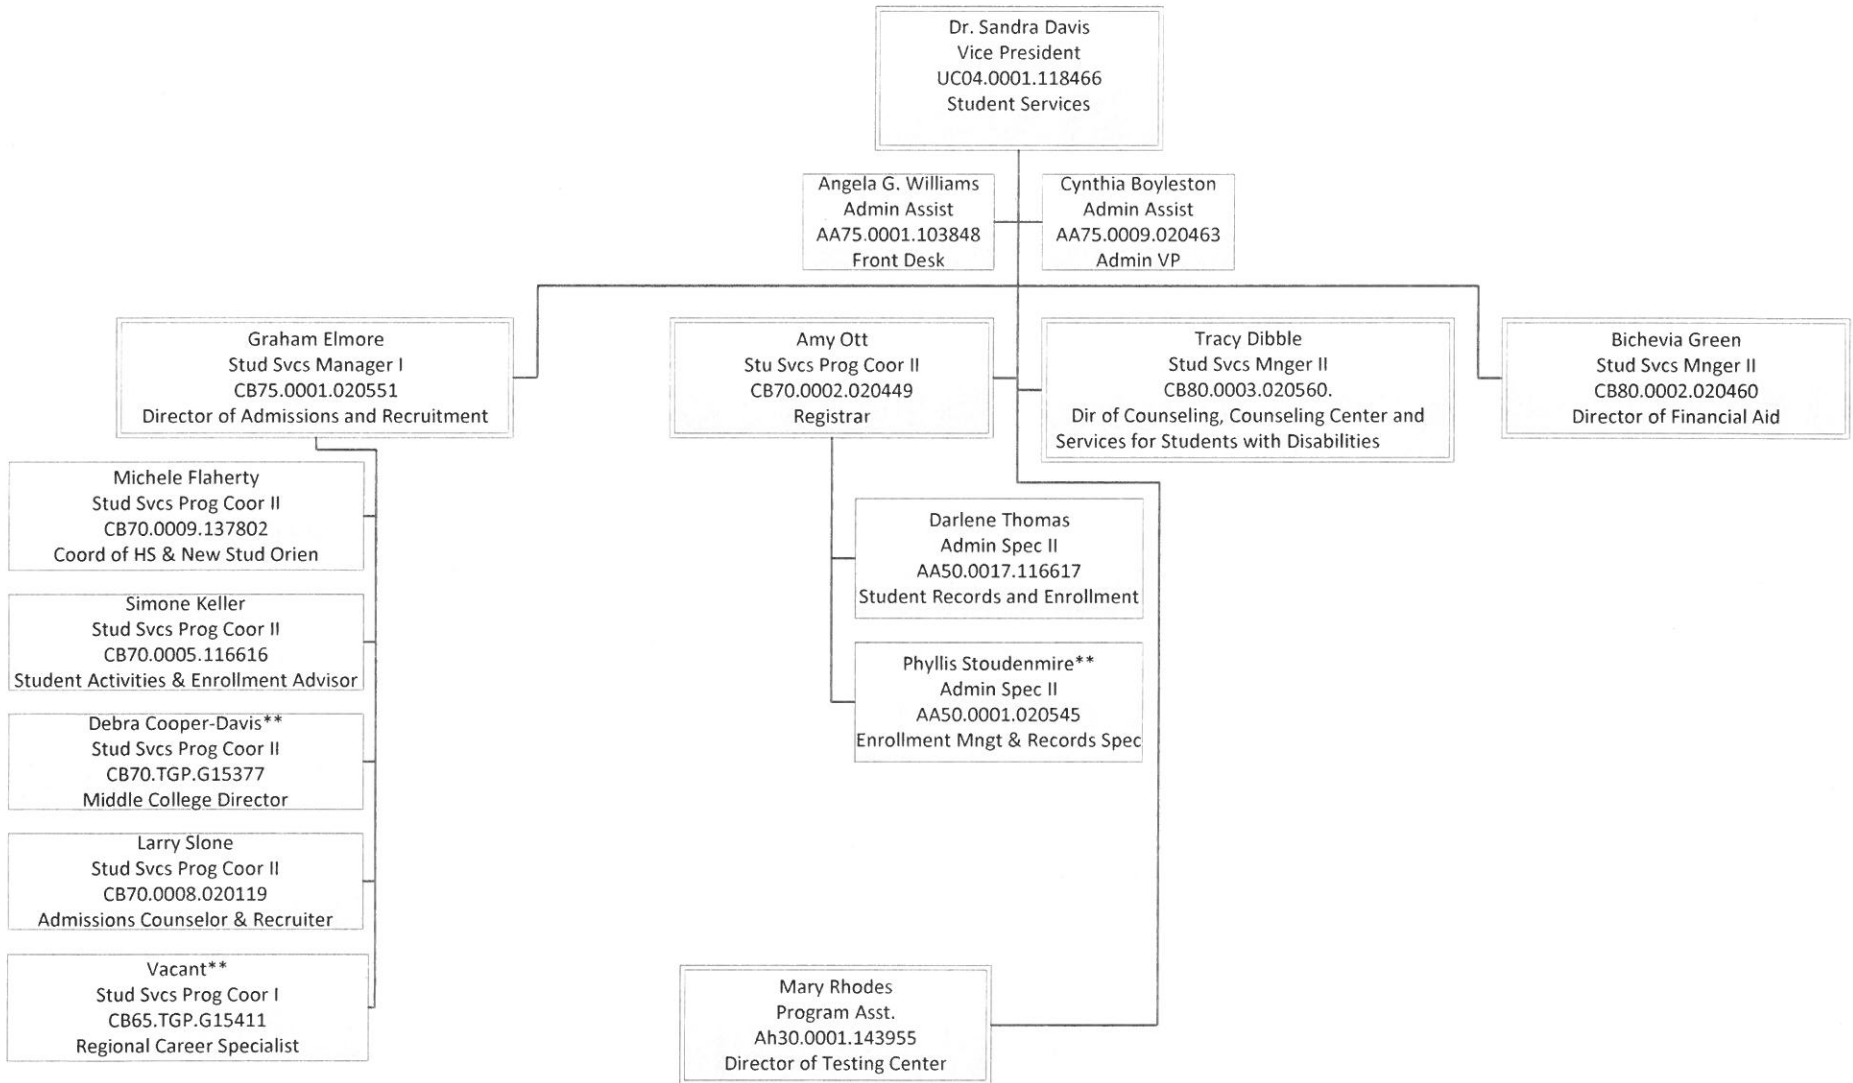 Dr. Sandra Davis
Vice President
UC04.0001.118466
Student Services
Angela G. Williams
Admin Assist
AA75.0001.103848
Front Desk
Cynthia Boyleston
Admin Assist
AA75.0009.020463
Admin VP
Graham Elmore
Stud Svcs Manager I
CB75.0001.020551
Director of Admissions and Recruitment
Amy Ott
Stu Svcs Prog Coor II
CB70.0002.020449
Registrar
Tracy Dibble
Stud Svcs Mnger II
CB80.0003.020560.
Dir of Counseling, Counseling Center and
Services for Students with Disabilities
Bichevia Green
Stud Svcs Mnger II
CB80.0002.020460
Director of Financial Aid
Michele Flaherty
Stud Svcs Prog Coor II
CB70.0009.137802
Coord of HS & New Stud Orien
Simone Keller
Stud Svcs Prog Coor II
CB70.0005.116616
Student Activities & Enrollment Advisor
Debra Cooper-Davis**
Stud Svcs Prog Coor II
CB70.TGP.G15377
Middle College Director
Larry Slone
Stud Svcs Prog Coor II
CB70.0008.020119
Admissions Counselor & Recruiter
Vacant**
Stud Svcs Prog Coor I
CB65.TGP.G15411
Regional Career Specialist
Darlene Thomas
Admin Spec II
AA50.0017.116617
Student Records and Enrollment
Phyllis Stoudenmire**
Admin Spec II
AA50.0001.020545
Enrollment Mngt & Records Spec
Mary Rhodes
Program Asst.
Ah30.0001.143955
Director of Testing Center